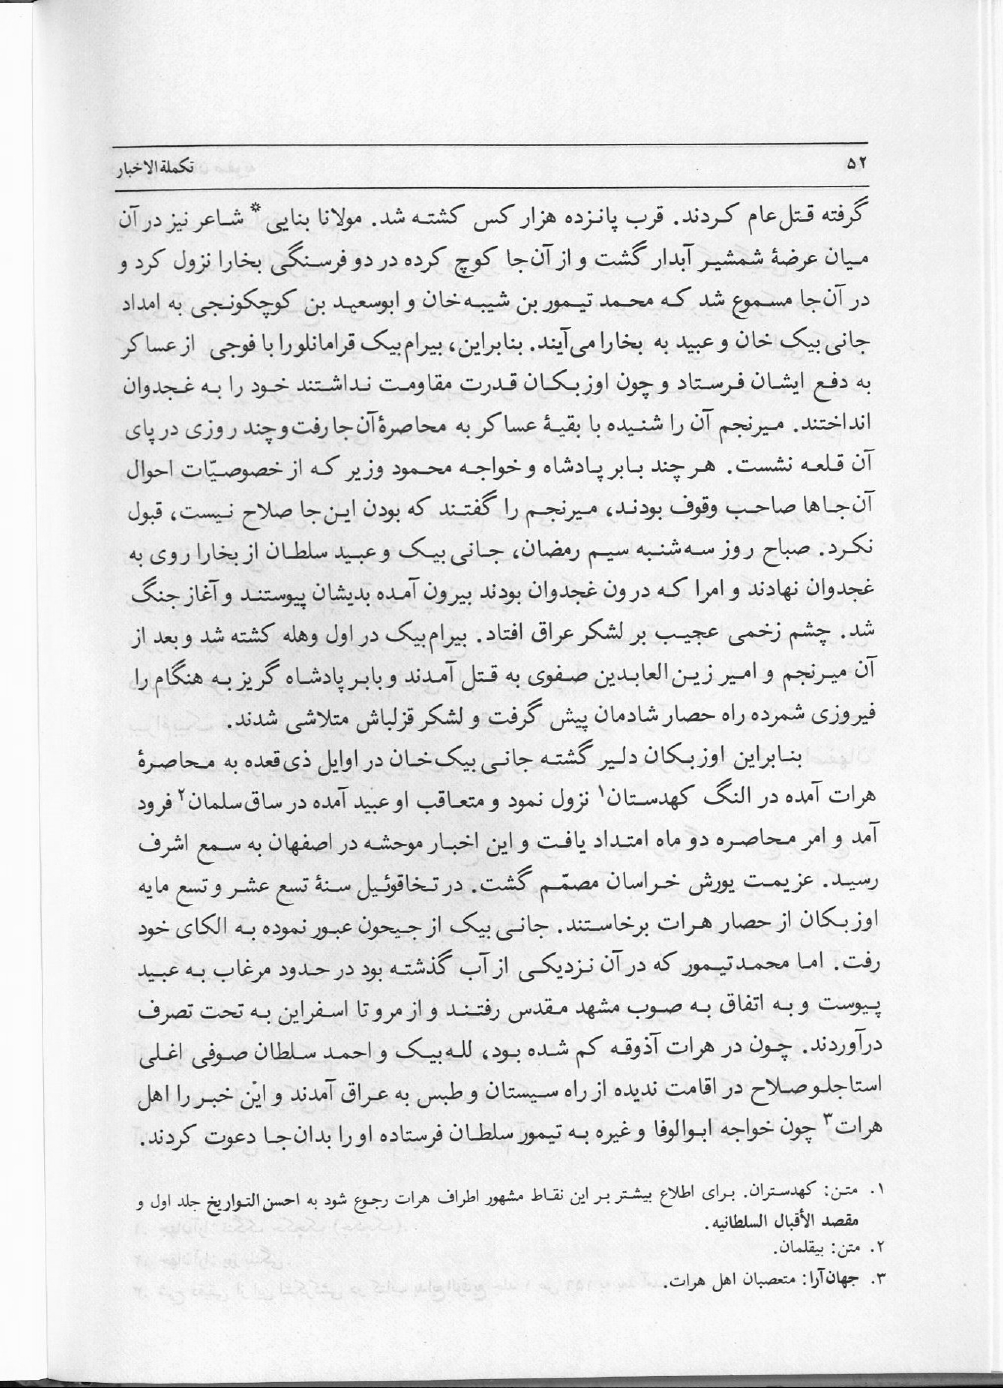 ۵۲
تکملة الاخبار
گرفته قتل‌عام کردند. قرب پانزده هزار کس کشته شد. مولانا بنایی* شاعر نیز در آن
میان عرضهٔ شمشیر آبدار گشت و از آن‌جا کوچ کرده در دو فرسنگی بخارا نزول کرد و
در آن‌جا مسموع شد که محمد تیمور بن شیبه‌خان و ابوسعید بن کوچکونجی به امداد
جانی‌بیک خان و عبید به بخارا می‌آیند. بنابراین، بیرام‌بیک قرامانلو را با فوجی از عساکر
به دفع ایشان فرستاد و چون اوزبکان قدرت مقاومت نداشتند خود را به غجدوان
انداختند. میرنجم آن را شنیده با بقیهٔ عساکر به محاصرهٔ آن‌جا رفت و چند روزی در پای
آن قلعه نشست. هرچند بابر پادشاه و خواجه محمود وزیر که از خصوصیّات احوال
آن‌جاها صاحب وقوف بودند، میرنجم را گفتند که بودن این‌جا صلاح نیست، قبول
نکرد. صباح روز سه‌شنبه سیم رمضان، جانی‌بیک و عبید سلطان از بخارا روی به
غجدوان نهادند و امرا که درون غجدوان بودند بیرون آمده بدیشان پیوستند و آغاز جنگ
شد. چشم زخمی عجیب بر لشکر عراق افتاد. بیرام‌بیک در اول وهله کشته شد و بعد از
آن میرنجم و امیر زین‌العابدین صفوی به قتل آمدند و بابر پادشاه گریز به هنگام را
فیروزی شمرده راه حصار شادمان پیش گرفت و لشکر قزلباش متلاشی شدند.
بنابراین اوزبکان دلیر گشته جانی‌بیک‌خان در اوایل ذی‌قعده به محاصرهٔ
هرات آمده در النگ کهدستان۱ نزول نمود و متعاقب او عبید آمده در ساق‌سلمان۲ فرود
آمد و امر محاصره دو ماه امتداد یافت و این اخبار موحشه در اصفهان به سمع اشرف
رسید. عزیمت یورش خراسان مصمّم گشت. در تخاقوئیل سنهٔ تسع عشر و تسع مایه
اوزبکان از حصار هرات برخاستند. جانی‌بیک از جیحون عبور نموده به الکای خود
رفت. اما محمدتیمور که در آن نزدیکی از آب گذشته بود در حدود مرغاب به عبید
پیوست و به اتفاق به صوب مشهد مقدس رفتند و از مرو تا اسفراین به تحت تصرف
درآوردند. چون در هرات آذوقه کم شده بود، لله‌بیک و احمد سلطان صوفی اغلی
استاجلو صلاح در اقامت ندیده از راه سیستان و طبس به عراق آمدند و این خبر را اهل
هرات۳ چون خواجه ابوالوفا و غیره به تیمور سلطان فرستاده او را بدان‌جا دعوت کردند.
۱. متن: کهدستران. برای اطلاع بیشتر بر این نقاط مشهور اطراف هرات رجوع شود به احسن التواریخ جلد اول و
مقصد الأقبال السلطانیه.
۲. متن: بیقلمان.
۳. جهان‌آرا: متعصبان اهل هرات.